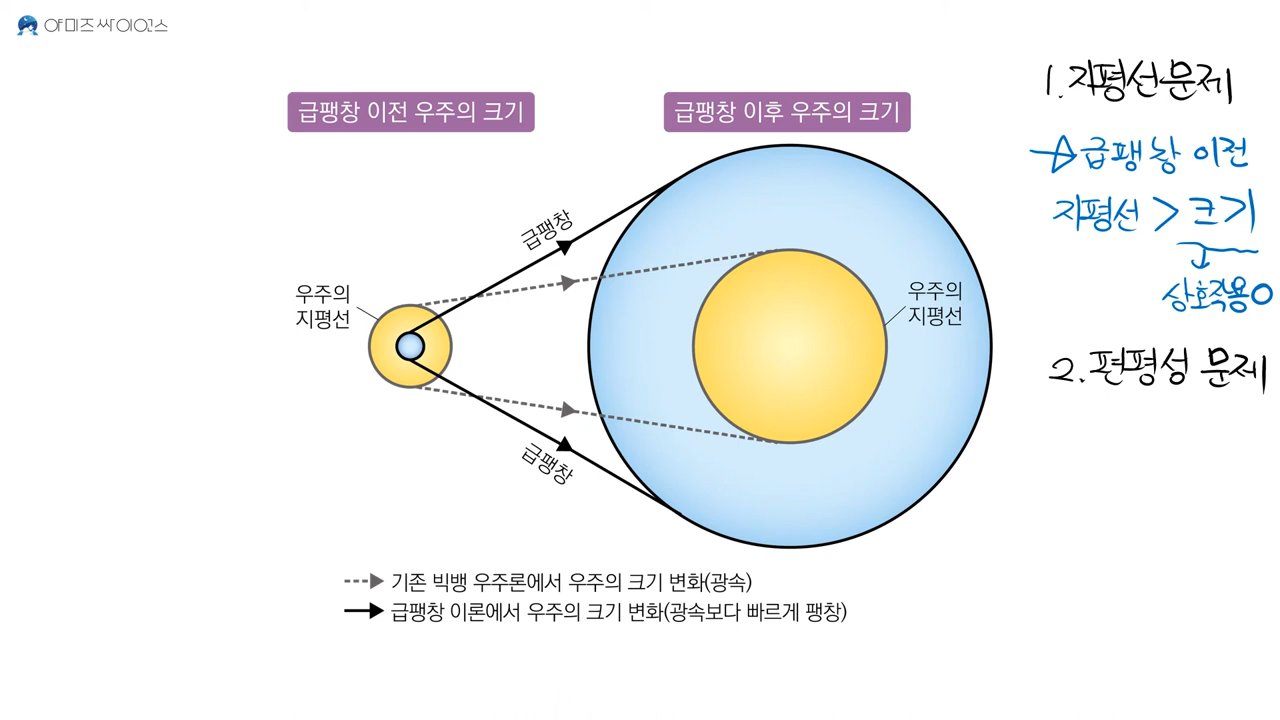 야미즈 싸이언스
급팽창 이전 우주의 크기
급팽창 이후 우주의 크기
급팽창
우주의
지평선
우주의
지평선
급팽창
기존 빅뱅 우주론에서 우주의 크기 변화(광속)
급팽창 이론에서 우주의 크기 변화(광속보다 빠르게 팽창)
1. 지평선 문제
☆급팽창 이전
지평선 > 크기
상호작용O
2. 편평성 문제